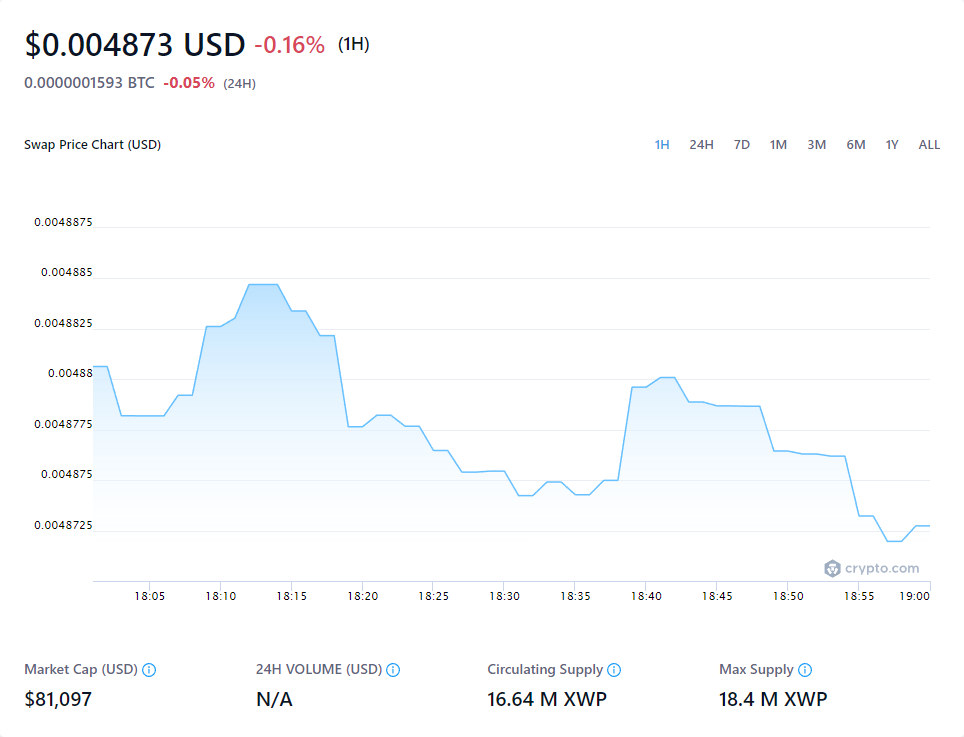 $0.004873 USD -0.16% (1H)
0.0000001593 BTC -0.05% (24H)
Swap Price Chart (USD) 1H 24H 7D 1M 3M 6M 1Y ALL
0.0048875
0.004885
0.0048825
0.00488
0.0048775
0.004875
0.0048725
crypto.com
18:05 18:10 18:15 18:20 18:25 18:30 18:35 18:40 18:45 18:50 18:55 19:00
Market Cap (USD) 24H VOLUME (USD) Circulating Supply Max Supply
$81,097 N/A 16.64 M XWP 18.4 M XWP